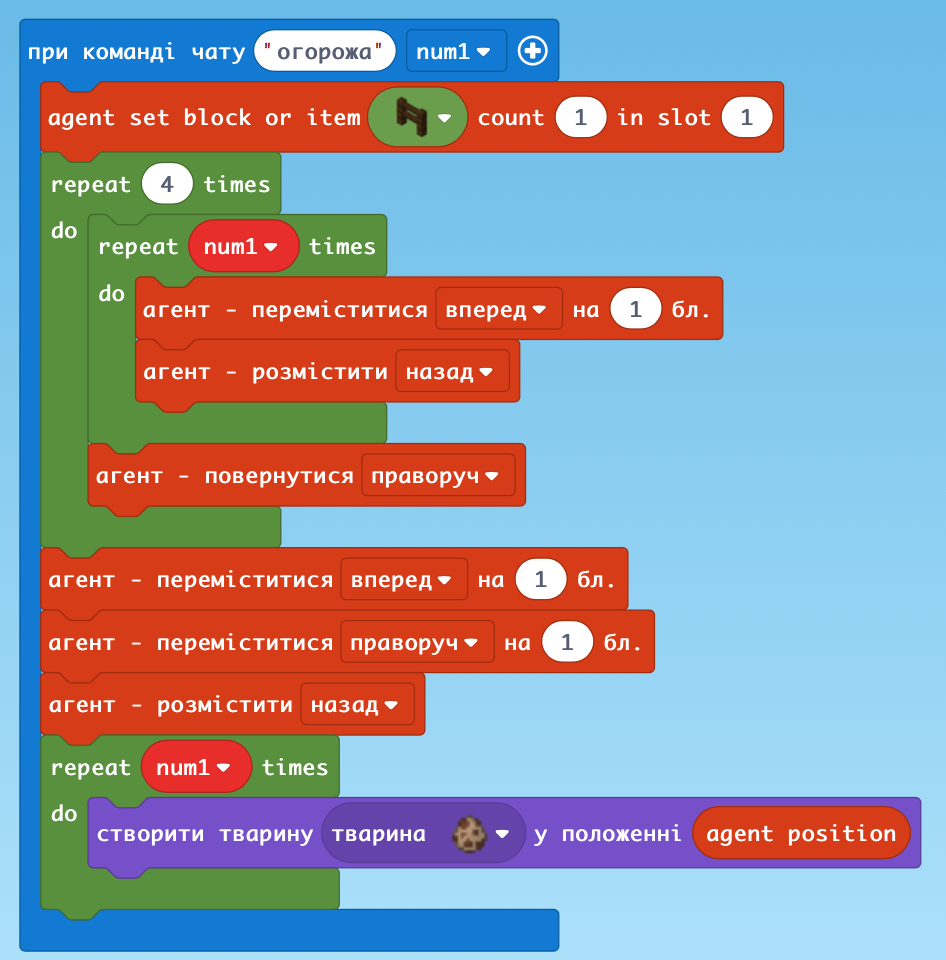 при команді чату "огорожа" num1
agent set block or item count 1 in slot 1
repeat 4 times
do
repeat num1 times
do
агент - переміститися вперед на 1 бл.
агент - розмістити назад
агент - повернутися праворуч
агент - переміститися вперед на 1 бл.
агент - переміститися праворуч на 1 бл.
агент - розмістити назад
repeat num1 times
do
створити тварину тварина у положенні agent position